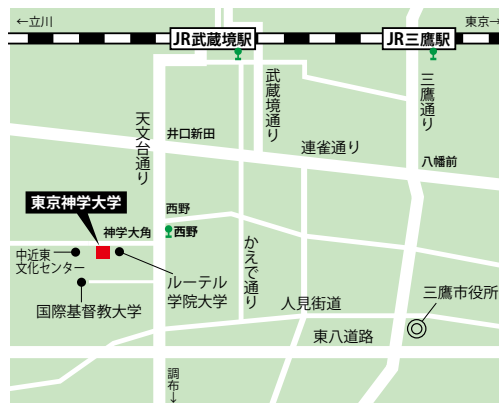 ←立川
東京→
JR武蔵境駅
JR三鷹駅
武蔵境通り
三鷹通り
天文台通り
井口新田
連雀通り
八幡前
東京神学大学
西野
神学大角
西野
中近東
文化センター
ルーテル
学院大学
かえで通り
国際基督教大学
人見街道
三鷹市役所
東八道路
調布→